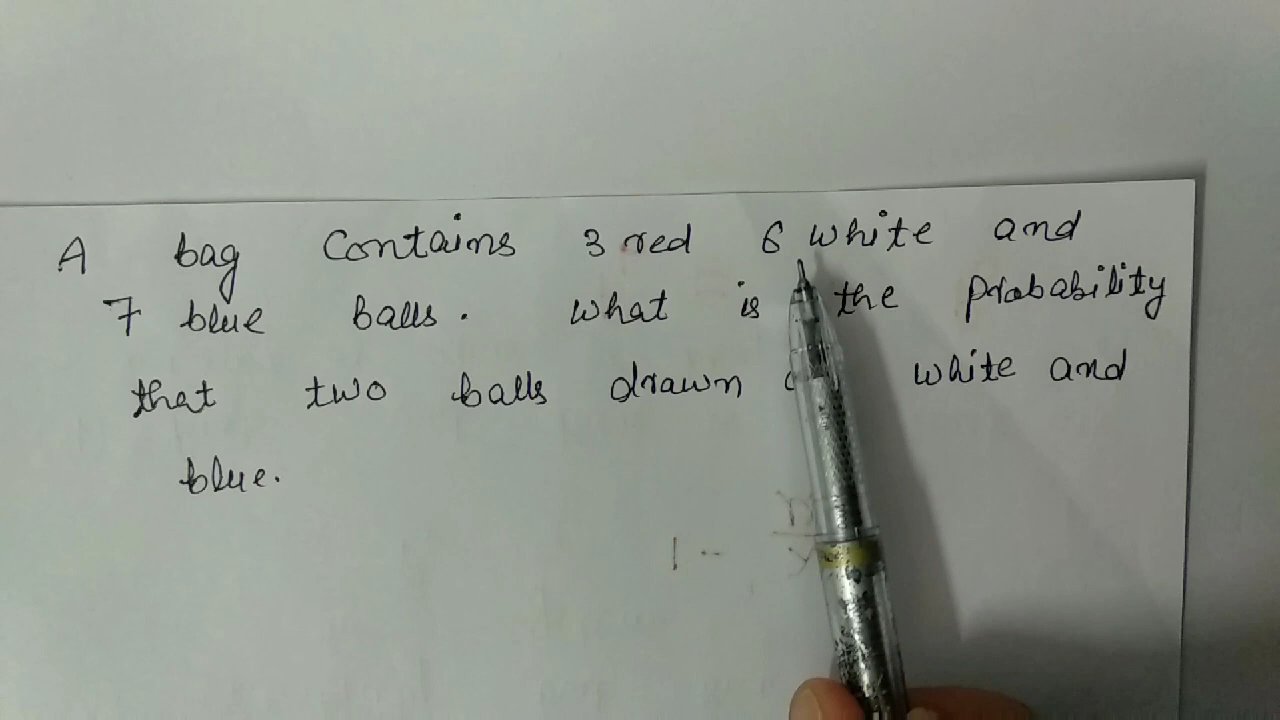 A bag Contains 3 red 6 white and
7 blue balls. What is the probability
that two balls drawn white and
blue.